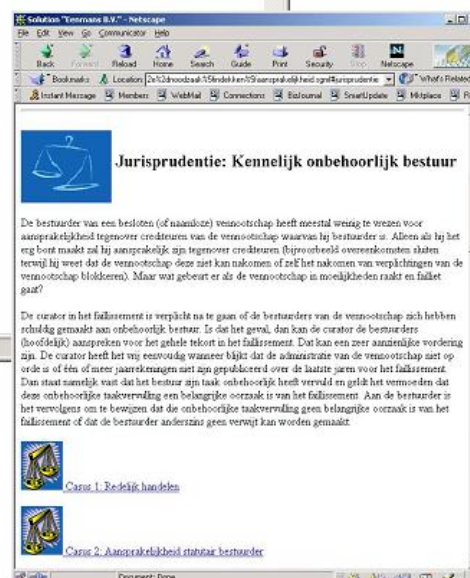 Solution "Eenmans B.V." - Netscape
File Edit View Go Communicator Help
Back Forward Reload Home Search Guide Print Security Stop Netscape
Bookmarks Location: What's Related
Instant Message Members WebMail Connections BizJournal SmartUpdate Mktplace
Jurisprudentie: Kennelijk onbehoorlijk bestuur
De bestuurder van een besloten (of naamloze) vennootschap heeft meestal weinig te vrezen voor
aansprakelijkheid tegenover crediteuren van de vennootschap waarvan hij bestuurder is. Alleen als hij het
erg bont maakt zal hij aansprakelijk zijn tegenover crediteuren (bijvoorbeeld overeenkomsten sluiten
terwijl hij weet dat de vennootschap deze niet kan nakomen of zelf het nakomen van verplichtingen van de
vennootschap blokkeren). Maar wat gebeurt er als de vennootschap in moeilijkheden raakt en failliet
gaat?
De curator in het faillissement is verplicht na te gaan of de bestuurders van de vennootschap zich hebben
schuldig gemaakt aan onbehoorlijk bestuur. Is dat het geval, dan kan de curator de bestuurders
(hoofdelijk) aanspreken voor het gehele tekort in het faillissement. Dat kan een zeer aanzienlijke vordering
zijn. De curator heeft het vrij eenvoudig wanneer blijkt dat de administratie van de vennootschap niet op
orde is of één of meer jaarrekeningen niet zijn gepubliceerd over de laatste jaren voor het faillissement.
Dan staat namelijk vast dat het bestuur zijn taak onbehoorlijk heeft vervuld en geldt het vermoeden dat
deze onbehoorlijke taakvervulling een belangrijke oorzaak is van het faillissement. Aan de bestuurder is
het vervolgens om te bewijzen dat die onbehoorlijke taakvervulling geen belangrijke oorzaak is van het
faillissement of dat de bestuurder anderszins geen verwijt kan worden gemaakt.
Casus 1: Redelijk handelen
Casus 2: Aansprakelijkheid statutair bestuurder
Document: Done